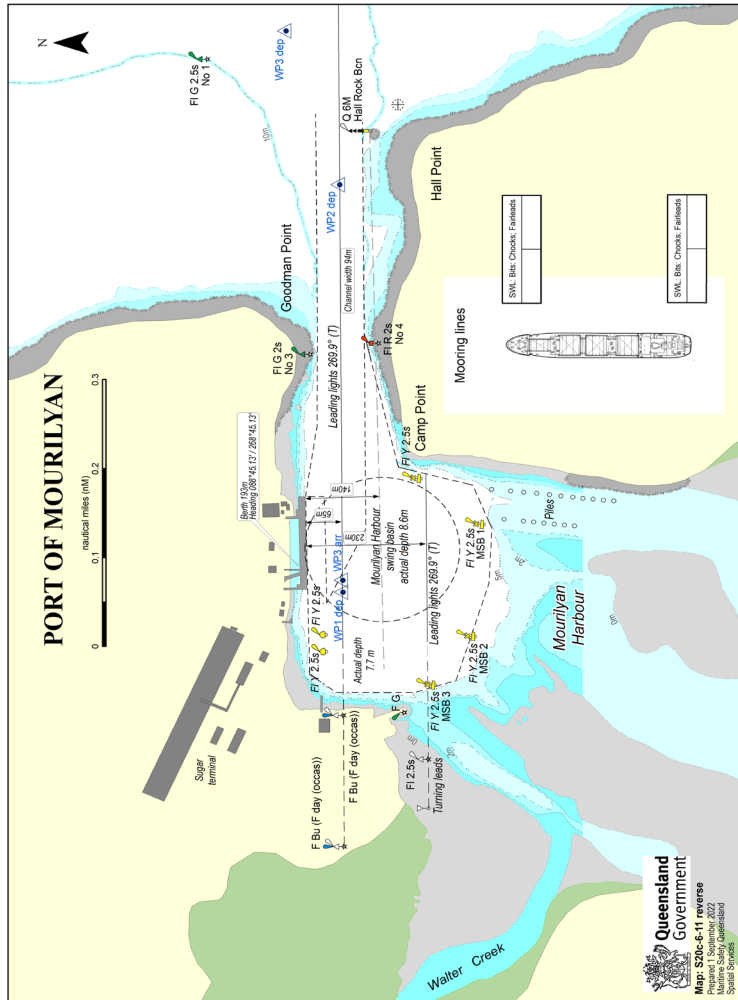 PORT OF MOURILYAN
nautical miles (nM)
0
0.1
0.2
0.3
N
Fl G 2.5s
No 1
10m
WP3 dep
Q 6M
Hall Rock Bcn
WP2 dep
Goodman Point
Hall Point
Channel width 94m
Fl G 2s
No 3
Leading lights 269.9° (T)
Fl R 2s
No 4
Camp Point
Berth 193m
Heading 088°45.13' / 268°45.13'
140m
65m
230m
Fl Y 2.5s
Mourilyan Harbour
swing basin
actual depth 8.6m
Leading lights 269.9° (T)
WP3 arr
WP1 dep
Fl Y 2.5s
MSB 1
Piles
Fl Y 2.5s
Fl Y 2.5s
Actual depth
7.7 m
Fl Y 2.5s
MSB 2
5m
2m
0m
Mourilyan
Harbour
Fl Y 2.5s
MSB 3
F G
0m
2m
Sugar
terminal
F Bu (F day (occas))
F Bu (F day (occas))
Fl 2.5s
Turning leads
Walter Creek
Mooring lines
SWL: Bits: Chocks; Fairleads
SWL: Bits: Chocks; Fairleads
Queensland
Government
Map: S20c-6-11 reverse
Prepared 1 September 2022
Maritime Safety Queensland
Spatial Services